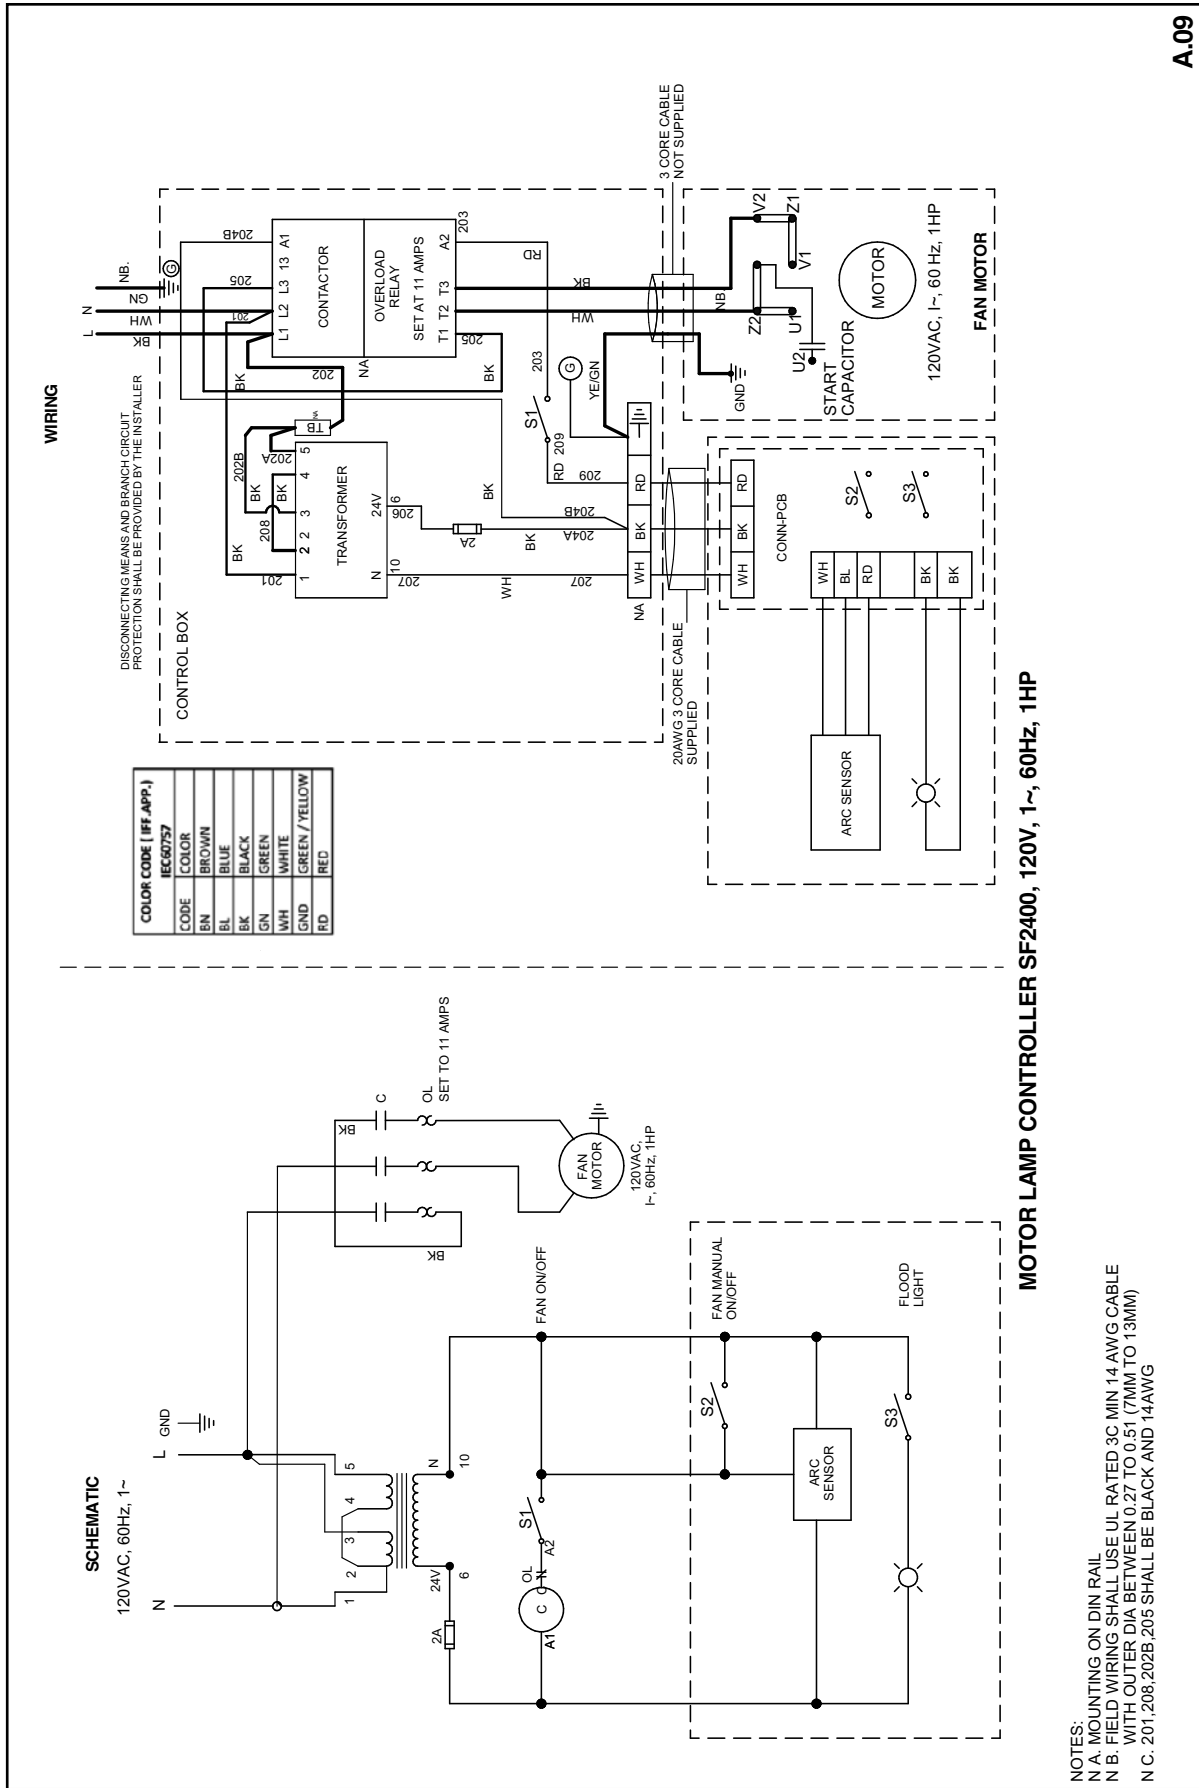 A.09
WIRING
DISCONNECTING MEANS AND BRANCH CIRCUIT
PROTECTION SHALL BE PROVIDED BY THE INSTALLER
CONTROL BOX
L
N
BK
WH
GN
NB.
G
L1 L2 L3 13 A1
201
205
204B
CONTACTOR
OVERLOAD
RELAY
SET AT 11 AMPS
T1 T2 T3 A2
203
205
NA
202
BK
BK
RD
TB
202A
202B
BK
BK
208
BK
201
1 2 2 3 4 5
TRANSFORMER
N 24V
10 6
207
206
2A
WH
BK
BK
207
204A
204B
S1
203
RD 209
209
G
YE/GN
WH BK RD
NA
WH
BK
3 CORE CABLE
NOT SUPPLIED
20AWG 3 CORE CABLE
SUPPLIED
NB.
V2
Z1
V1
Z2
U1
U2
GND
START
CAPACITOR
MOTOR
120VAC, I~, 60 Hz, 1HP
FAN MOTOR
WH BK RD
CONN-PCB
S2
S3
WH BL RD BK BK
ARC SENSOR
COLOR CODE [ IFF .APP.)
IEC60757
CODE COLOR
BN BROWN
BL BLUE
BK BLACK
GN GREEN
WH WHITE
GND GREEN / YELLOW
RD RED
SCHEMATIC
120VAC, 60Hz, 1~
N
L
GND
1 2 3 4 5
24V
N
6
10
2A
BK
BK
C
OL
SET TO 11 AMPS
FAN
MOTOR
120VAC,
I~, 60Hz, 1HP
FAN ON/OFF
A1
C
OL
A2
S1
FAN MANUAL
ON/OFF
S2
ARC
SENSOR
FLOOD
LIGHT
S3
MOTOR LAMP CONTROLLER SF2400, 120V, 1~, 60Hz, 1HP
NOTES:
N A. MOUNTING ON DIN RAIL
N B. FIELD WIRING SHALL USE UL RATED 3C MIN 14 AWG CABLE
WITH OUTER DIA BETWEEN 0.27 TO 0.51 (7MM TO 13MM)
N C. 201,208,202B,205 SHALL BE BLACK AND 14AWG